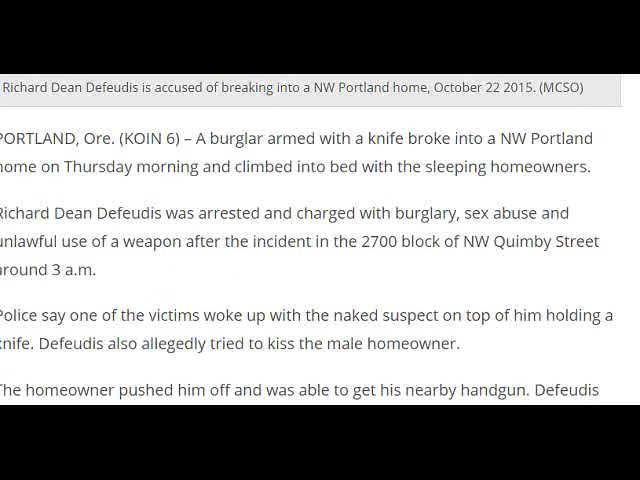 Richard Dean Defeudis is accused of breaking into a NW Portland home, October 22 2015. (MCSO)
PORTLAND, Ore. (KOIN 6) – A burglar armed with a knife broke into a NW Portland
home on Thursday morning and climbed into bed with the sleeping homeowners.
Richard Dean Defeudis was arrested and charged with burglary, sex abuse and
unlawful use of a weapon after the incident in the 2700 block of NW Quimby Street
around 3 a.m.
Police say one of the victims woke up with the naked suspect on top of him holding a
knife. Defeudis also allegedly tried to kiss the male homeowner.
The homeowner pushed him off and was able to get his nearby handgun. Defeudis